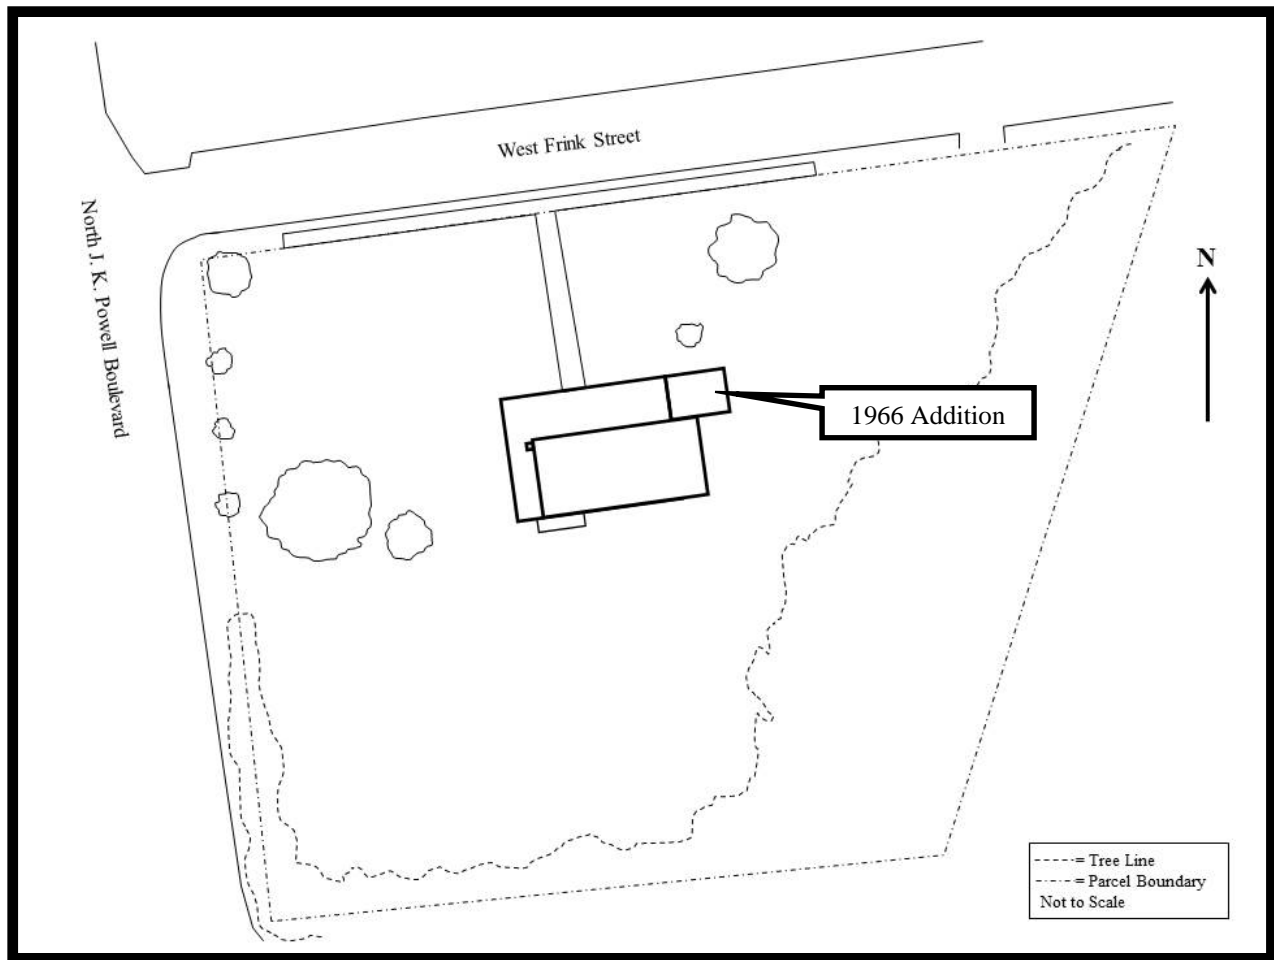 West Frink Street
North J. K. Powell Boulevard
N
1966 Addition
= Tree Line
= Parcel Boundary
Not to Scale